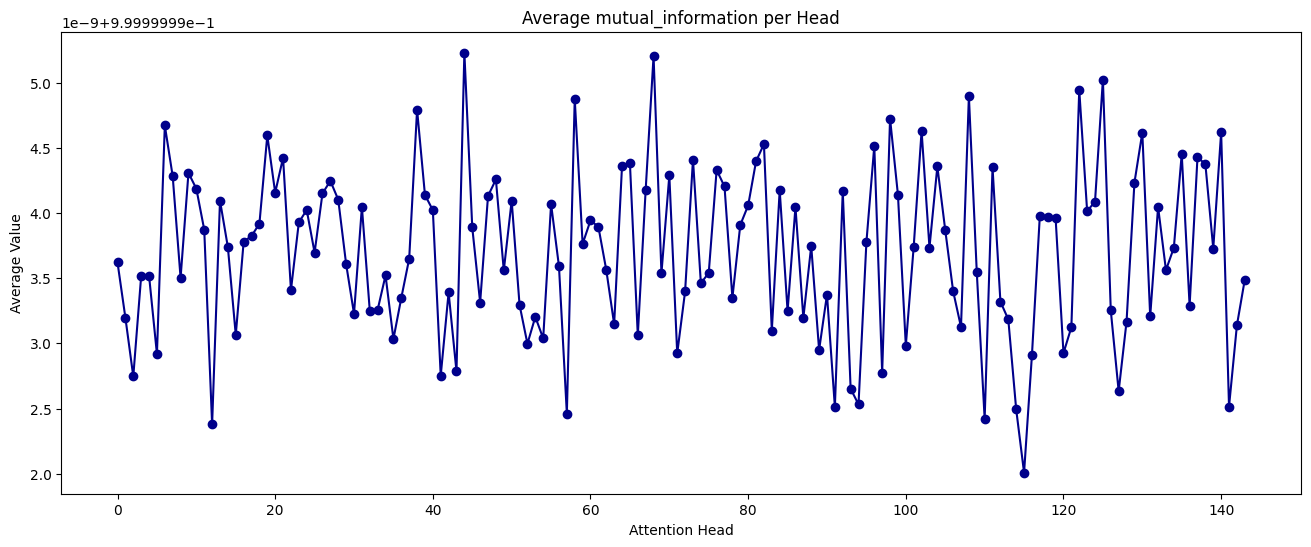 Average mutual_information per Head
1e−9+9.9999999e−1
5.0
4.5
4.0
3.5
3.0
2.5
2.0
Average Value
0 20 40 60 80 100 120 140
Attention Head